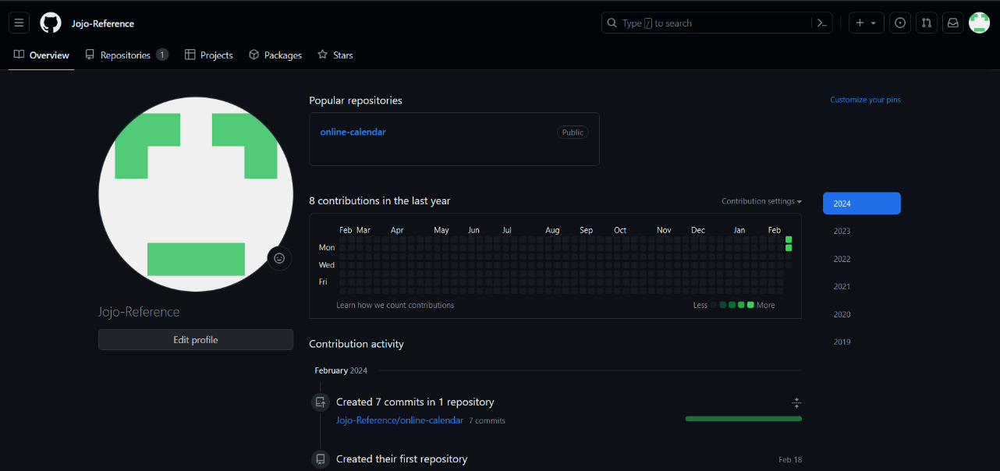 Jojo-Reference
Type / to search
Overview
Repositories 1
Projects
Packages
Stars
Jojo-Reference
Edit profile
Popular repositories
Customize your pins
online-calendar
Public
8 contributions in the last year
Contribution settings
Feb Mar Apr May Jun Jul Aug Sep Oct Nov Dec Jan Feb
Mon
Wed
Fri
Learn how we count contributions
Less More
2024
2023
2022
2021
2020
2019
Contribution activity
February 2024
Created 7 commits in 1 repository
Jojo-Reference/online-calendar 7 commits
Created their first repository
Feb 18